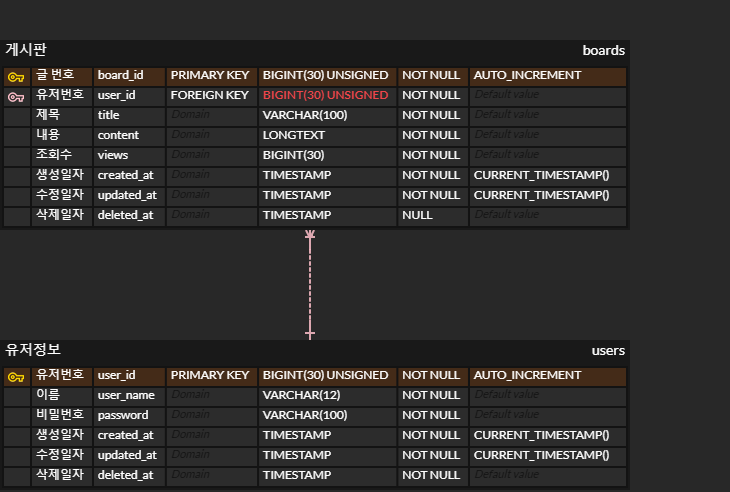 게시판 boards
글 번호 board_id PRIMARY KEY BIGINT(30) UNSIGNED NOT NULL AUTO_INCREMENT
유저번호 user_id FOREIGN KEY BIGINT(30) UNSIGNED NOT NULL Default value
제목 title Domain VARCHAR(100) NOT NULL Default value
내용 content Domain LONGTEXT NOT NULL Default value
조회수 views Domain BIGINT(30) NOT NULL Default value
생성일자 created_at Domain TIMESTAMP NOT NULL CURRENT_TIMESTAMP()
수정일자 updated_at Domain TIMESTAMP NOT NULL CURRENT_TIMESTAMP()
삭제일자 deleted_at Domain TIMESTAMP NULL Default value
유저정보 users
유저번호 user_id PRIMARY KEY BIGINT(30) UNSIGNED NOT NULL AUTO_INCREMENT
이름 user_name Domain VARCHAR(12) NOT NULL Default value
비밀번호 password Domain VARCHAR(100) NOT NULL Default value
생성일자 created_at Domain TIMESTAMP NOT NULL CURRENT_TIMESTAMP()
수정일자 updated_at Domain TIMESTAMP NOT NULL CURRENT_TIMESTAMP()
삭제일자 deleted_at Domain TIMESTAMP NOT NULL Default value